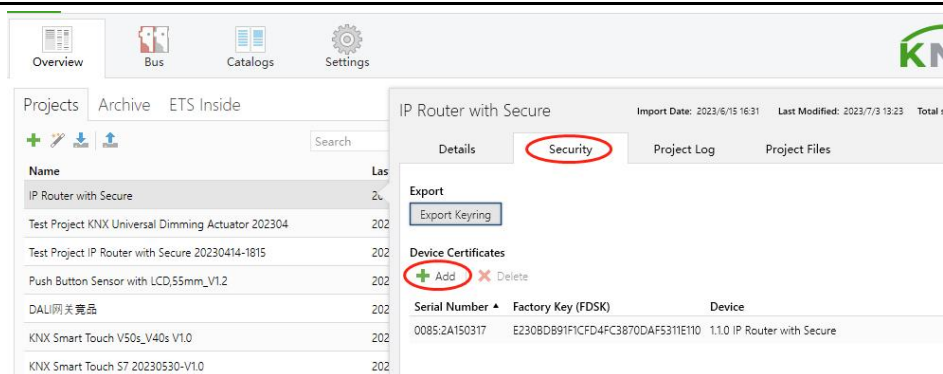 Overview
Bus
Catalogs
Settings
KN
Projects Archive ETS Inside
Search
Name Las
IP Router with Secure 20
Test Project KNX Universal Dimming Actuator 202304 202
Test Project IP Router with Secure 20230414-1815 202
Push Button Sensor with LCD,55mm_V1.2 202
DALI网关竞品 202
KNX Smart Touch V50s_V40s V1.0 202
KNX Smart Touch S7 20230530-V1.0 202
IP Router with Secure Import Date: 2023/6/15 16:31 Last Modified: 2023/7/3 13:23 Total s
Details Security Project Log Project Files
Export
Export Keyring
Device Certificates
Add Delete
Serial Number Factory Key (FDSK) Device
0085:2A150317 E230BDB91F1CFD4FC3870DAF5311E110 1.1.0 IP Router with Secure